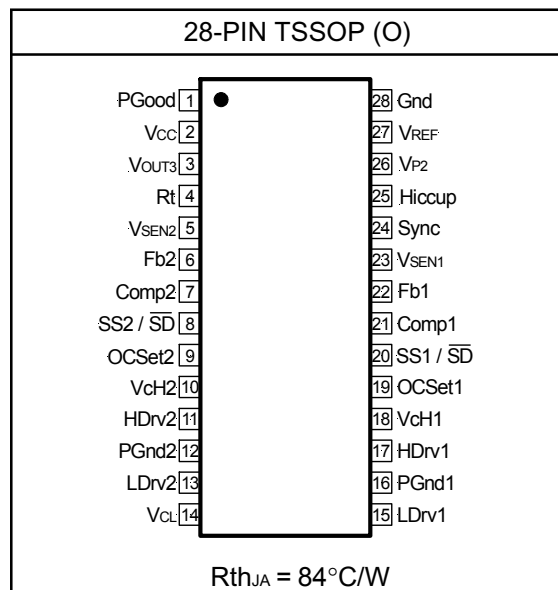 28-PIN TSSOP (O)
PGood 1
VCC 2
VOUT3 3
Rt 4
VSEN2 5
Fb2 6
Comp2 7
SS2 / SD 8
OCSet2 9
VcH2 10
HDrv2 11
PGnd2 12
LDrv2 13
VCL 14
28 Gnd
27 VREF
26 VP2
25 Hiccup
24 Sync
23 VSEN1
22 Fb1
21 Comp1
20 SS1 / SD
19 OCSet1
18 VcH1
17 HDrv1
16 PGnd1
15 LDrv1
RthJA = 84°C/W